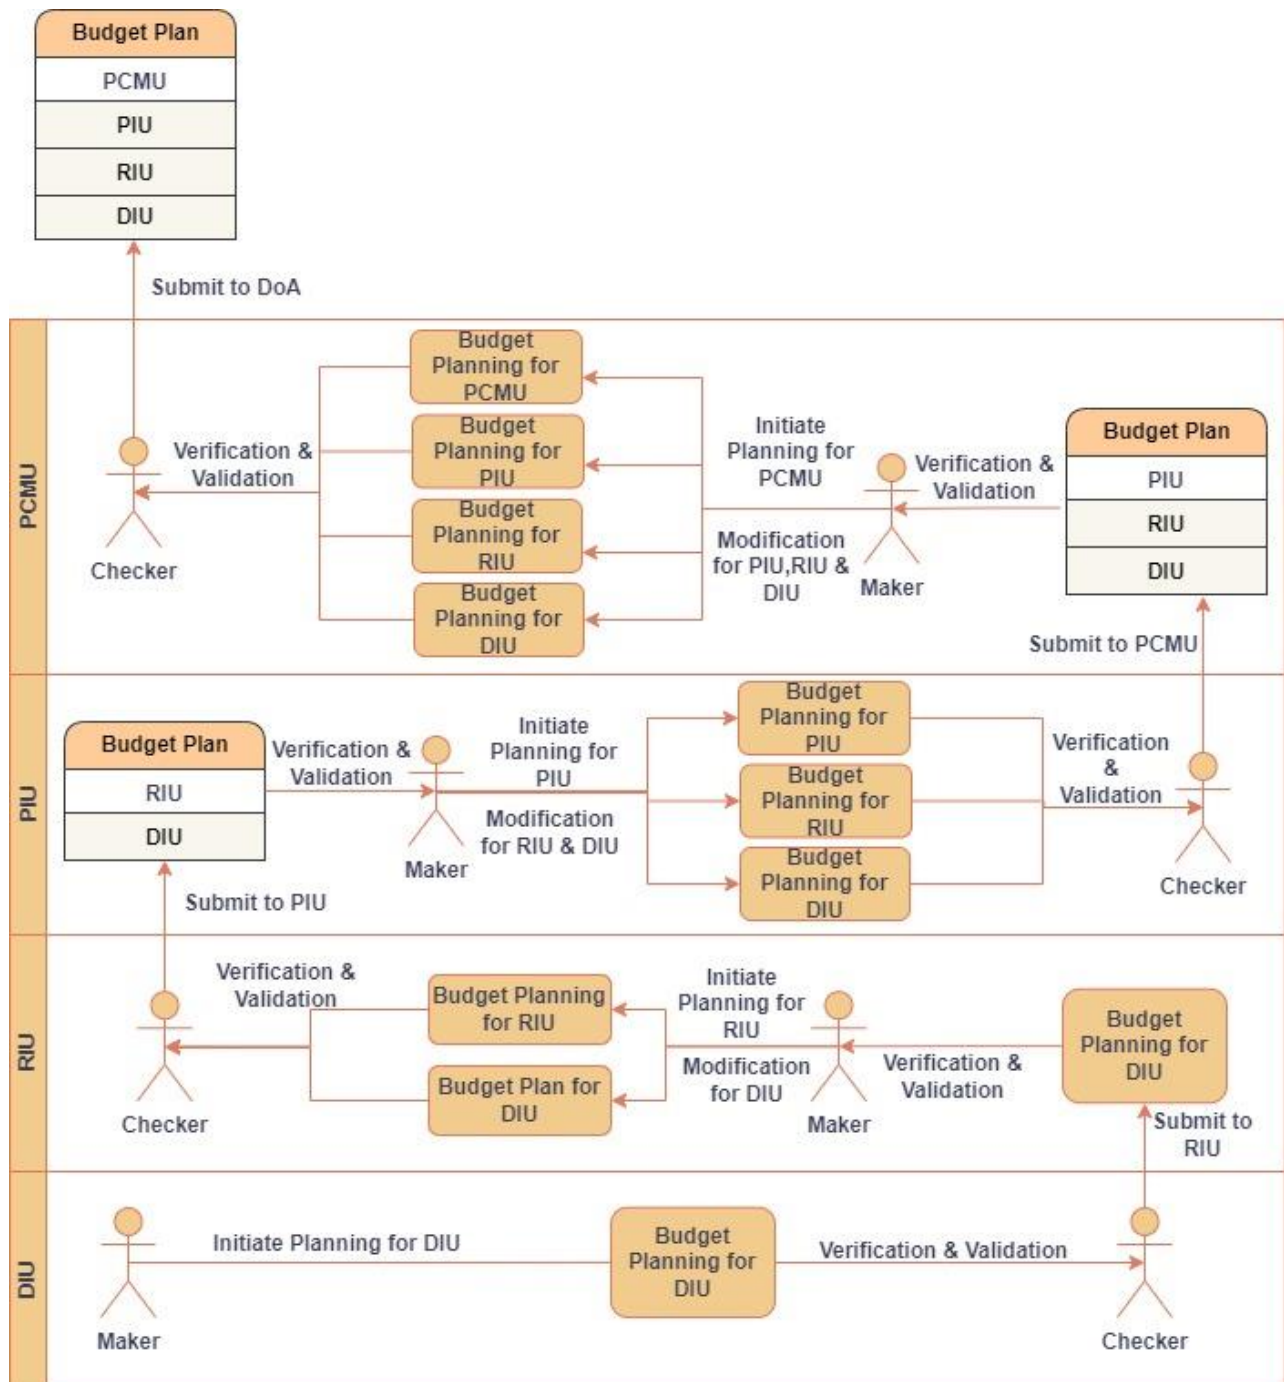 Budget Plan
PCMU
PIU
RIU
DIU
Submit to DoA
PCMU
Budget
Planning for
PCMU
Budget
Planning for
PIU
Budget
Planning for
RIU
Budget
Planning for
DIU
Verification &
Validation
Checker
Initiate
Planning for
PCMU
Modification
for PIU,RIU &
DIU
Maker
Verification &
Validation
Budget Plan
PIU
RIU
DIU
Submit to PCMU
PIU
Budget Plan
RIU
DIU
Verification &
Validation
Maker
Initiate
Planning for
PIU
Modification
for RIU & DIU
Budget
Planning for
PIU
Budget
Planning for
RIU
Budget
Planning for
DIU
Verification
&
Validation
Checker
Submit to PIU
RIU
Verification &
Validation
Checker
Budget Planning
for RIU
Budget Plan for
DIU
Initiate
Planning for
RIU
Modification
for DIU
Maker
Verification &
Validation
Budget
Planning for
DIU
Submit to
RIU
DIU
Maker
Initiate Planning for DIU
Budget
Planning for
DIU
Verification & Validation
Checker